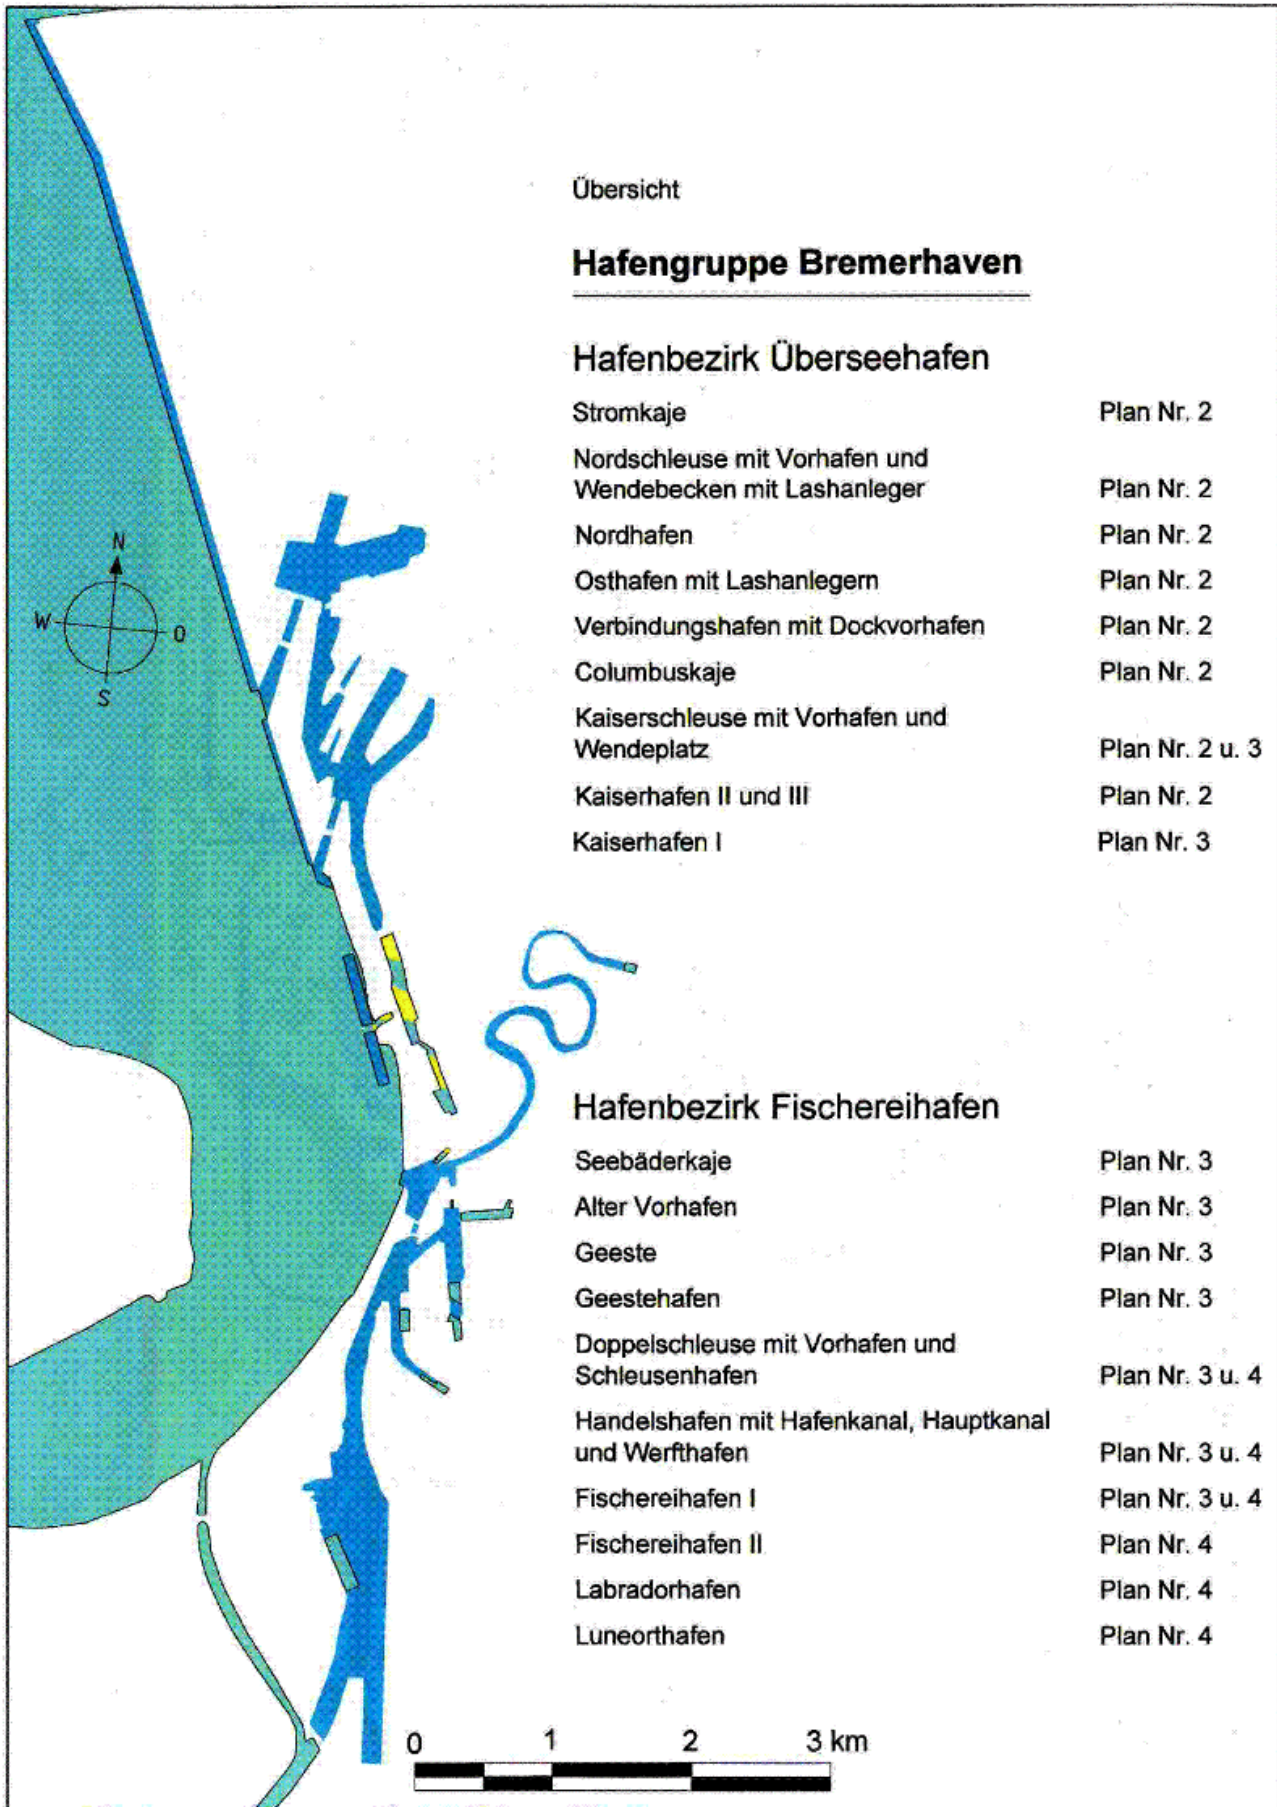 Übersicht
Hafengruppe Bremerhaven
Hafenbezirk Überseehafen
Stromkaje Plan Nr. 2
Nordschleuse mit Vorhafen und
Wendebecken mit Lashanleger Plan Nr. 2
Nordhafen Plan Nr. 2
Osthafen mit Lashanlegern Plan Nr. 2
Verbindungshafen mit Dockvorhafen Plan Nr. 2
Columbuskaje Plan Nr. 2
Kaiserschleuse mit Vorhafen und
Wendeplatz Plan Nr. 2 u. 3
Kaiserhafen II und III Plan Nr. 2
Kaiserhafen I Plan Nr. 3
N
W
O
S
Hafenbezirk Fischereihafen
Seebäderkaje Plan Nr. 3
Alter Vorhafen Plan Nr. 3
Geeste Plan Nr. 3
Geestehafen Plan Nr. 3
Doppelschleuse mit Vorhafen und
Schleusenhafen Plan Nr. 3 u. 4
Handelshafen mit Hafenkanal, Hauptkanal
und Werfthafen Plan Nr. 3 u. 4
Fischereihafen I Plan Nr. 3 u. 4
Fischereihafen II Plan Nr. 4
Labradorhafen Plan Nr. 4
Luneorthafen Plan Nr. 4
0 1 2 3 km